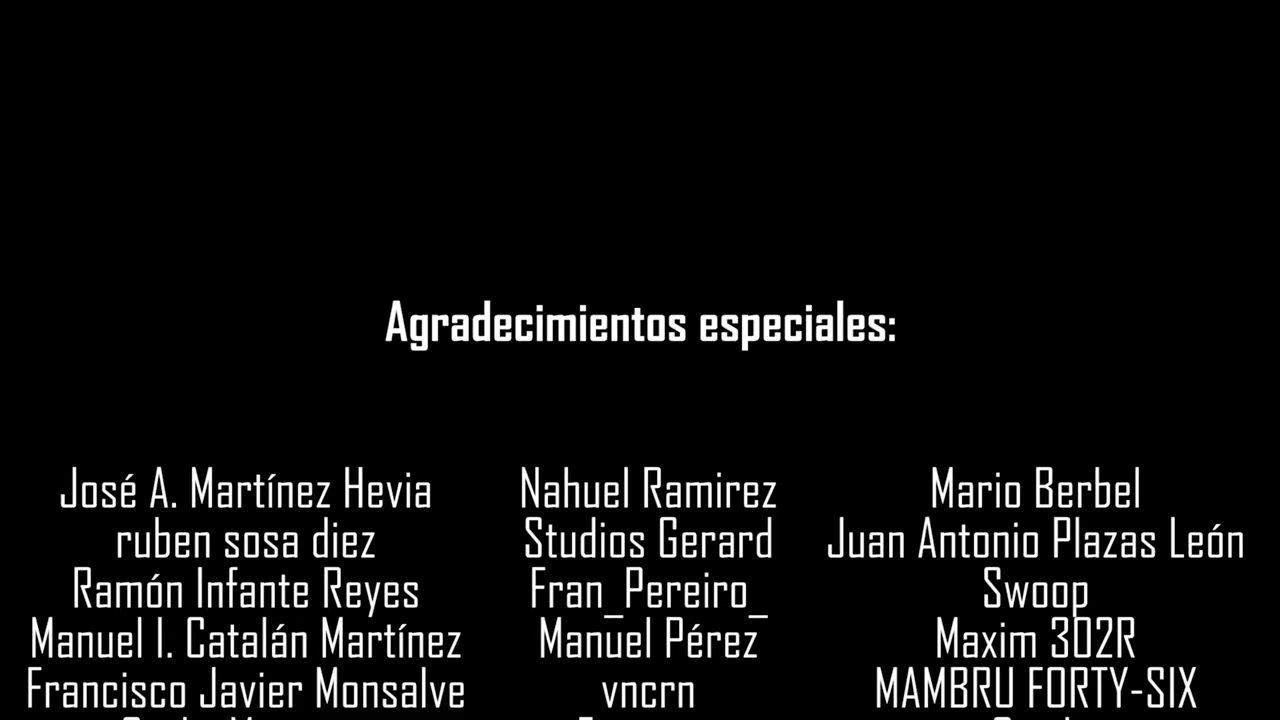 Agradecimientos especiales:
José A. Martínez Hevia
ruben sosa diez
Ramón Infante Reyes
Manuel I. Catalán Martínez
Francisco Javier Monsalve
Nahuel Ramirez
Studios Gerard
Fran_Pereiro_
Manuel Pérez
vncrn
Mario Berbel
Juan Antonio Plazas León
Swoop
Maxim 302R
MAMBRU FORTY-SIX